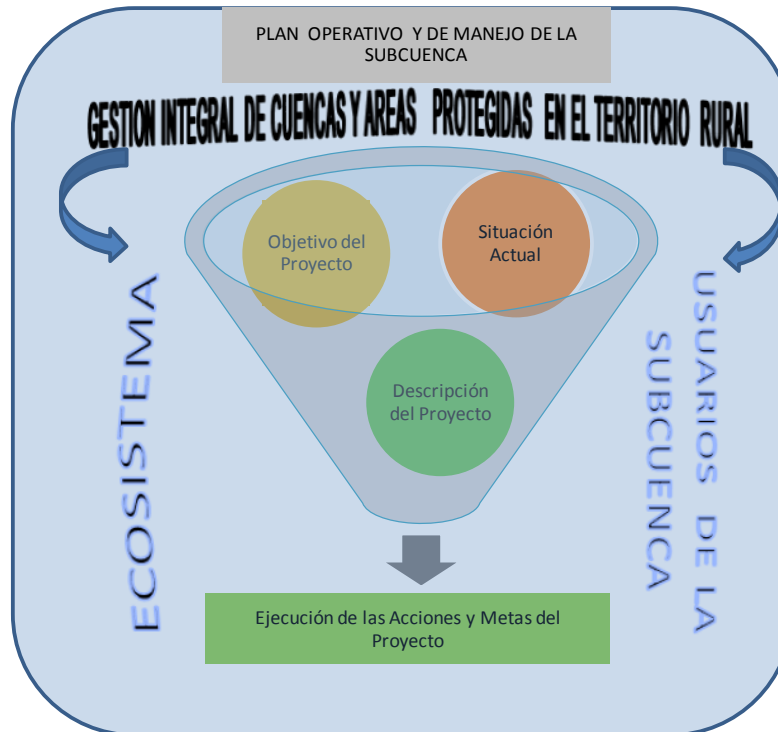 PLAN OPERATIVO Y DE MANEJO DE LA
SUBCUENCA
GESTION INTEGRAL DE CUENCAS Y AREAS PROTEGIDAS EN EL TERRITORIO RURAL
Objetivo del
Proyecto
Situación
Actual
Descripción
del Proyecto
ECOSISTEMA
USUARIOS DE LA
SUBCUENCA
Ejecución de las Acciones y Metas del
Proyecto